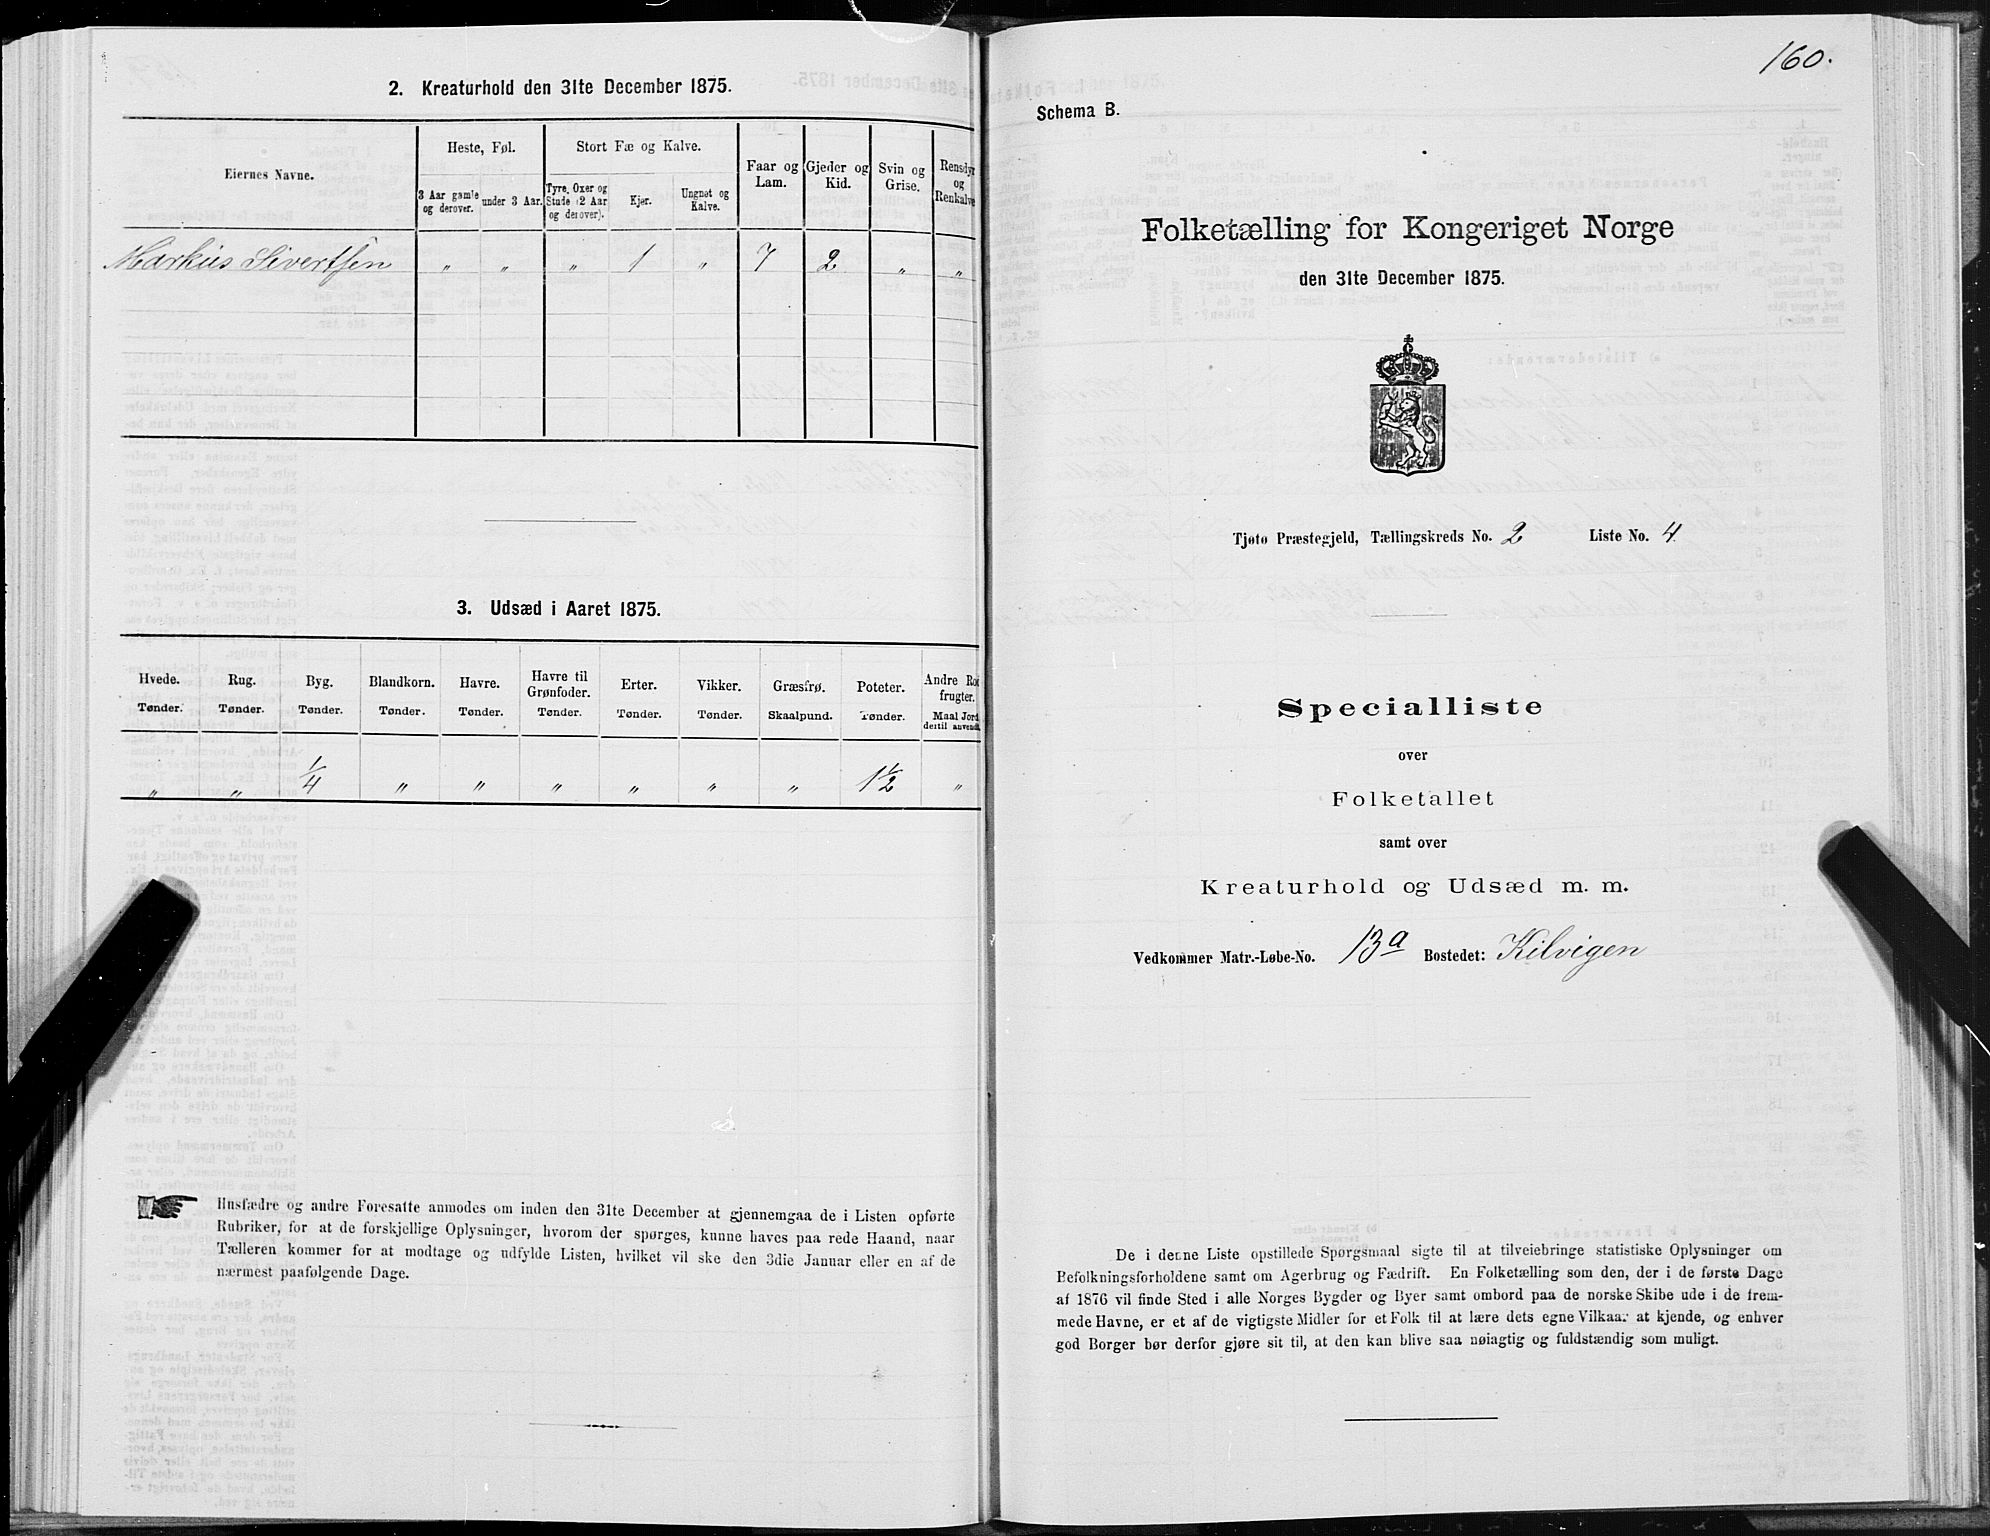 2. Kreaturhold den 31te December 1875.
Eiernes Navne.
Heste, Føl.
Stort Fæ og Kalve.
Faar og Lam.
Gjeder og Kid.
Svin og Grise.
Rensdyr og Renkalve
3 Aar gamle og derover.
under 3 Aar.
Tyre, Oxer og Stude (2 Aar og derover).
Kjer.
Ungnøt og Kalve.
Markus Sivertsen " " " 1 " 7 2 " "
3. Udsæd i Aaret 1875.
Hvede. Rug. Byg. Blandkorn. Havre. Havre til Grønfoder. Erter. Vikker. Græsfrø. Poteter. Andre Rod frugter.
Tønder. Tønder. Tønder. Tønder. Tønder. Tønder. Tønder. Tønder. Skaalpund. Tønder. Maal Jord dertil anvendt.
" " 1/4 " " " " " " 1 1/2 "
Husfædre og andre Foresatte anmodes om inden den 31te December at gjennemgaa de i Listen opførte
Rubriker, for at de forskjellige Oplysninger, hvorom der spørges, kunne haves paa rede Haand, naar
Tælleren kommer for at modtage og udfylde Listen, hvilket vil ske den 3die Januar eller en af de
nærmest paafølgende Dage.
160.
Schema B.
Folketælling for Kongeriget Norge
den 31te December 1875.
Tjøtø Præstegjeld, Tællingskreds No. 2 Liste No. 4
Specialliste
over
Folketallet
samt over
Kreaturhold og Udsæd m. m.
Vedkommer Matr.-Løbe-No. 13a Bostedet: Kilvigen
De i denne Liste opstillede Spørgsmaal sigte til at tilveiebringe statistiske Oplysninger om
Befolkningsforholdene samt om Agerbrug og Fædrift. En Folketælling som den, der i de første Dage
af 1876 vil finde Sted i alle Norges Bygder og Byer samt ombord paa de norske Skibe ude i de frem-
mede Havne, er et af de vigtigste Midler for et Folk til at lære dets egne Vilkaar at kjende, og enhver
god Borger bør derfor gjøre sit til, at den kan blive saa nøiagtig og fuldstændig som muligt.